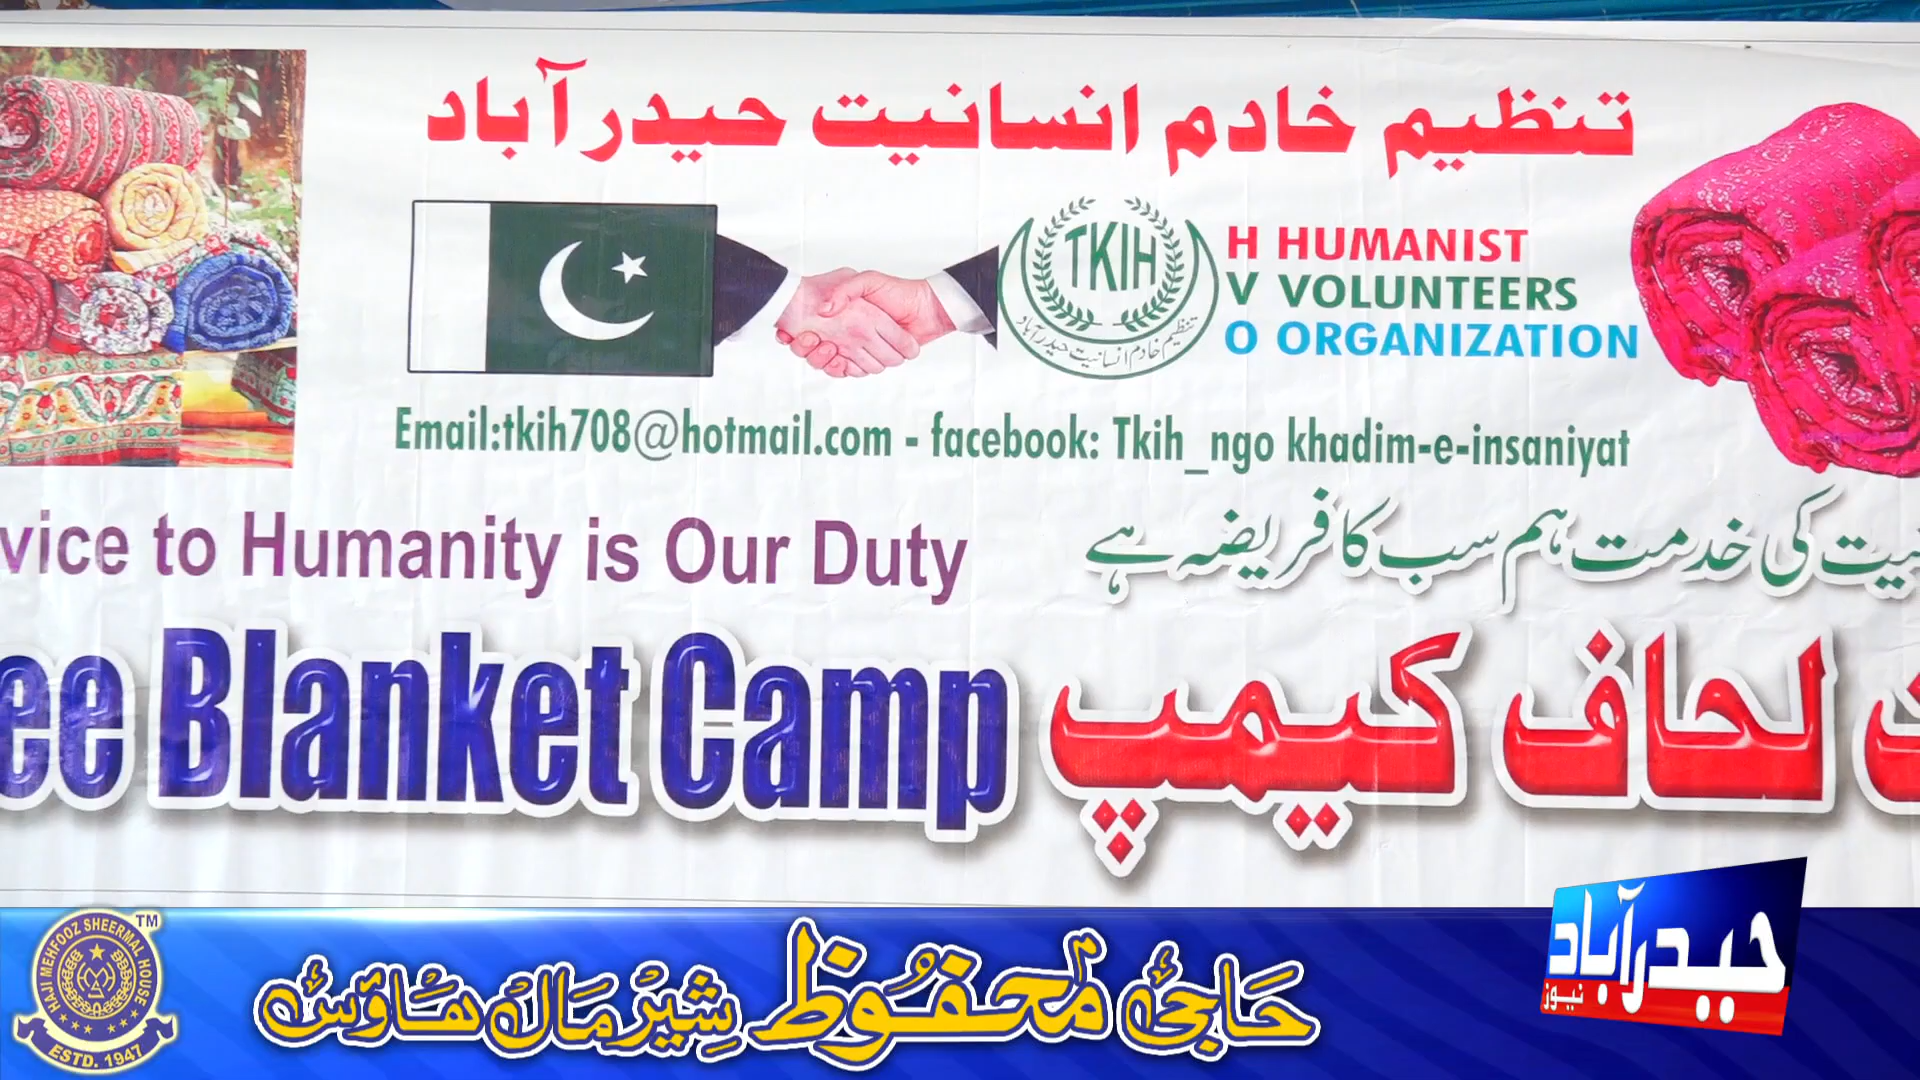 تنظیم خادم انسانیت حیدرآباد
TKIH
تنظیم خادم انسانیت حیدرآباد
H HUMANIST
V VOLUNTEERS
O ORGANIZATION
Email:tkih708@hotmail.com - facebook: Tkih_ngo khadim-e-insaniyat
vice to Humanity is Our Duty
نیت کی خدمت ہم سب کا فریضہ ہے
ee Blanket Camp
ت لحاف کیمپ
حیدرآباد
نیوز
HAJI MEHFOOZ SHEERMAL HOUSE
TM
ESTD. 1947
حاجی محفوظ شیرمال ہاؤس